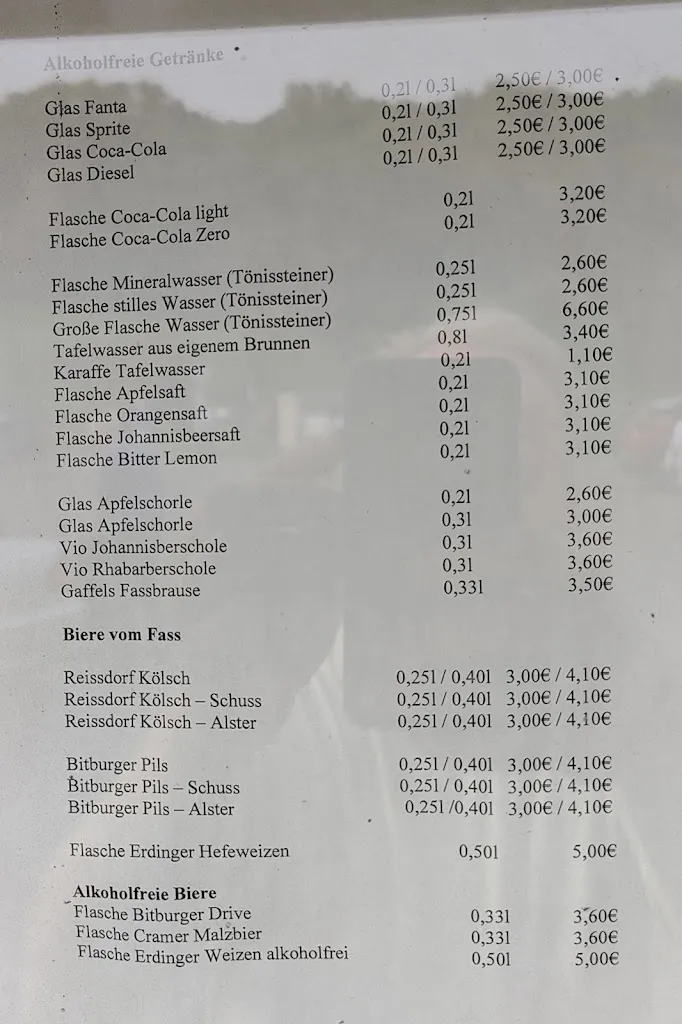 Alkoholfreie Getränke
Glas Fanta 0,2l / 0,3l 2,50€ / 3,00€
Glas Sprite 0,2l / 0,3l 2,50€ / 3,00€
Glas Coca-Cola 0,2l / 0,3l 2,50€ / 3,00€
Glas Diesel 0,2l / 0,3l 2,50€ / 3,00€
Flasche Coca-Cola light 0,2l 3,20€
Flasche Coca-Cola Zero 0,2l 3,20€
Flasche Mineralwasser (Tönissteiner) 0,25l 2,60€
Flasche stilles Wasser (Tönissteiner) 0,25l 2,60€
Große Flasche Wasser (Tönissteiner) 0,75l 6,60€
Tafelwasser aus eigenem Brunnen 0,8l 3,40€
Karaffe Tafelwasser 0,2l 1,10€
Flasche Apfelsaft 0,2l 3,10€
Flasche Orangensaft 0,2l 3,10€
Flasche Johannisbeersaft 0,2l 3,10€
Flasche Bitter Lemon 0,2l 3,10€
Glas Apfelschorle 0,2l 2,60€
Glas Apfelschorle 0,3l 3,00€
Vio Johannisberschole 0,3l 3,60€
Vio Rhabarberschole 0,3l 3,60€
Gaffels Fassbrause 0,33l 3,50€
Biere vom Fass
Reissdorf Kölsch 0,25l / 0,40l 3,00€ / 4,10€
Reissdorf Kölsch – Schuss 0,25l / 0,40l 3,00€ / 4,10€
Reissdorf Kölsch – Alster 0,25l / 0,40l 3,00€ / 4,10€
Bitburger Pils 0,25l / 0,40l 3,00€ / 4,10€
Bitburger Pils – Schuss 0,25l / 0,40l 3,00€ / 4,10€
Bitburger Pils – Alster 0,25l /0,40l 3,00€ / 4,10€
Flasche Erdinger Hefeweizen 0,50l 5,00€
Alkoholfreie Biere
Flasche Bitburger Drive 0,33l 3,60€
Flasche Cramer Malzbier 0,33l 3,60€
Flasche Erdinger Weizen alkoholfrei 0,50l 5,00€